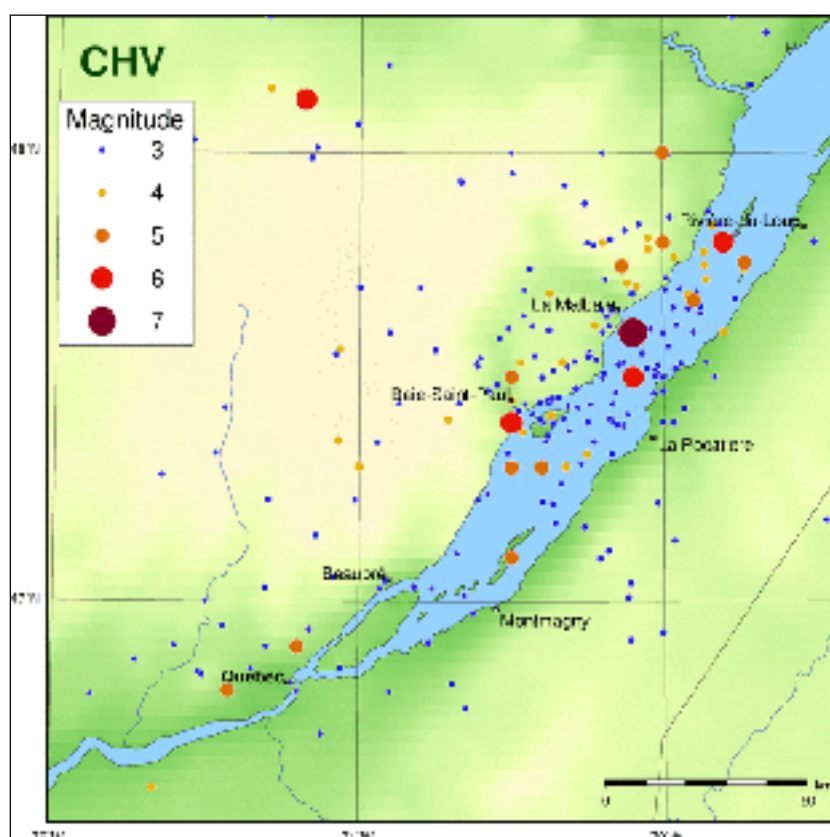 CHV
Magnitude
3
4
5
6
7
Rivière-du-Loup
La Malbaie
Baie-Saint-Paul
La Pocatière
Beaupré
Montmagny
Québec
0
km